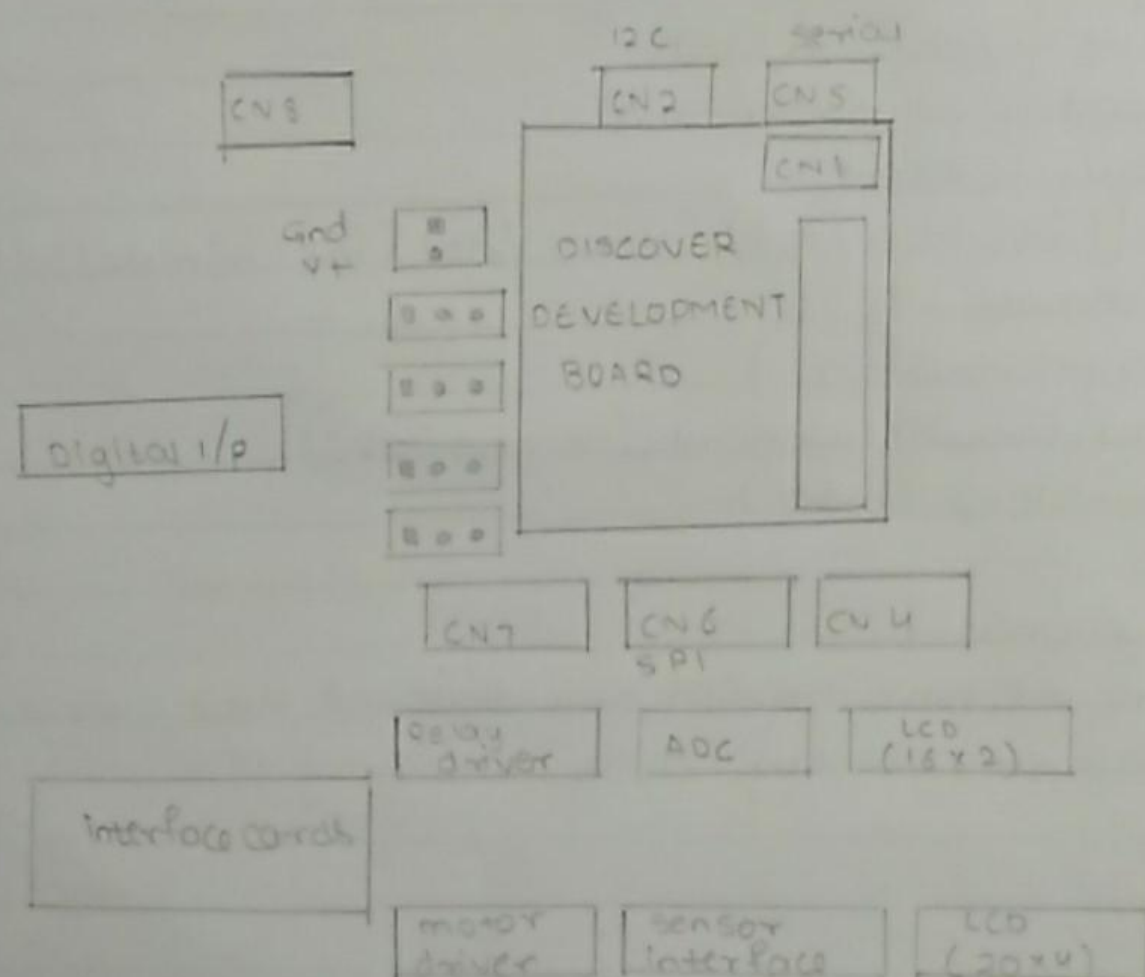 I2C
serial
CN8
CN2
CN5
CN1
Gnd
V+
DISCOVER
DEVELOPMENT
BOARD
Digital i/p
CN7
CN6
CN4
SPI
Relay
driver
ADC
LCD
(16x2)
interface cards
motor
driver
sensor
interface
LCD
(20x4)